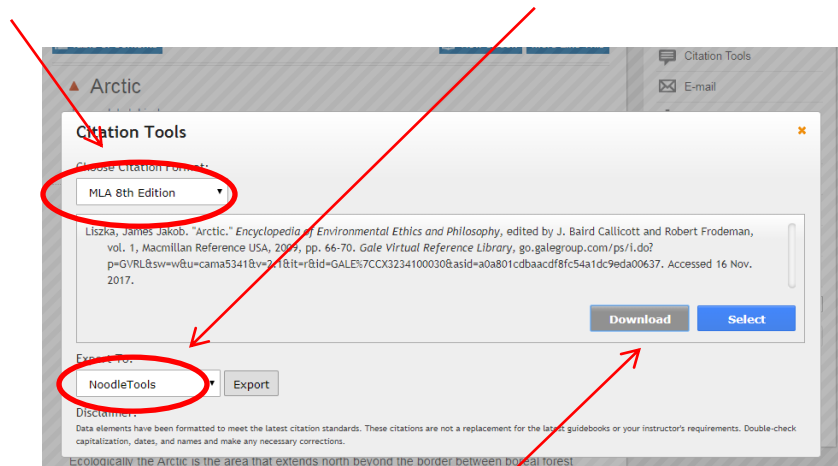 Citation Tools
Arctic
E-mail
Citation Tools
Choose Citation Format:
MLA 8th Edition
Liszka, James Jakob. "Arctic." Encyclopedia of Environmental Ethics and Philosophy, edited by J. Baird Callicott and Robert Frodeman,
vol. 1, Macmillan Reference USA, 2009, pp. 66-70. Gale Virtual Reference Library, go.galegroup.com/ps/i.do?
p=GVRL&sw=w&u=cama5341&v=2.1&it=r&id=GALE%7CCX3234100030&asid=a0a801cdbaacdf8fc54a1dc9eda00637. Accessed 16 Nov.
2017.
Download Select
Export To:
NoodleTools Export
Disclaimer:
Data elements have been formatted to meet the latest citation standards. These citations are not a replacement for the latest guidebooks or your instructor's requirements. Double-check
capitalization, dates, and names and make any necessary corrections.
Ecologically the Arctic is the area that extends north beyond the border between boreal forest